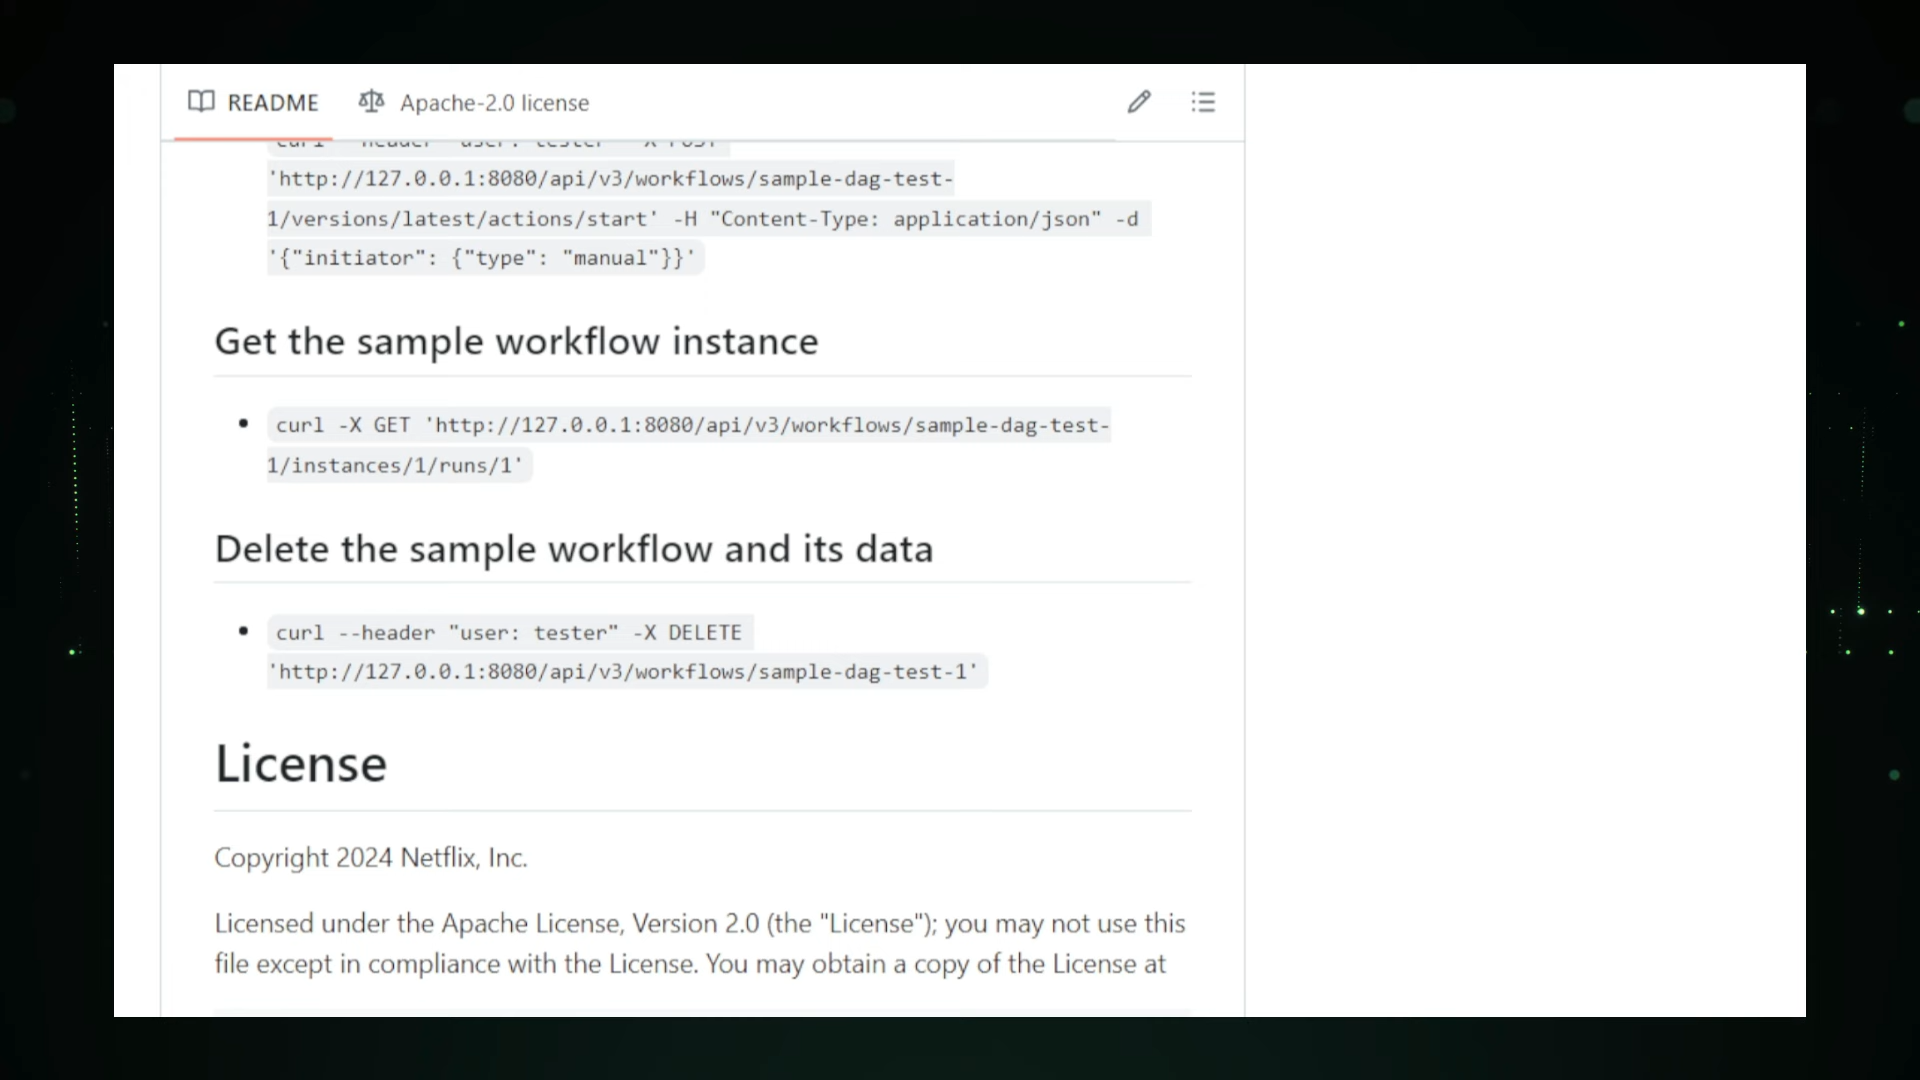 README
Apache-2.0 license
curl --header "user: tester" -X POST
'http://127.0.0.1:8080/api/v3/workflows/sample-dag-test-
1/versions/latest/actions/start' -H "Content-Type: application/json" -d
'{"initiator": {"type": "manual"}}'
Get the sample workflow instance
curl -X GET 'http://127.0.0.1:8080/api/v3/workflows/sample-dag-test-
1/instances/1/runs/1'
Delete the sample workflow and its data
curl --header "user: tester" -X DELETE
'http://127.0.0.1:8080/api/v3/workflows/sample-dag-test-1'
License
Copyright 2024 Netflix, Inc.
Licensed under the Apache License, Version 2.0 (the "License"); you may not use this
file except in compliance with the License. You may obtain a copy of the License at